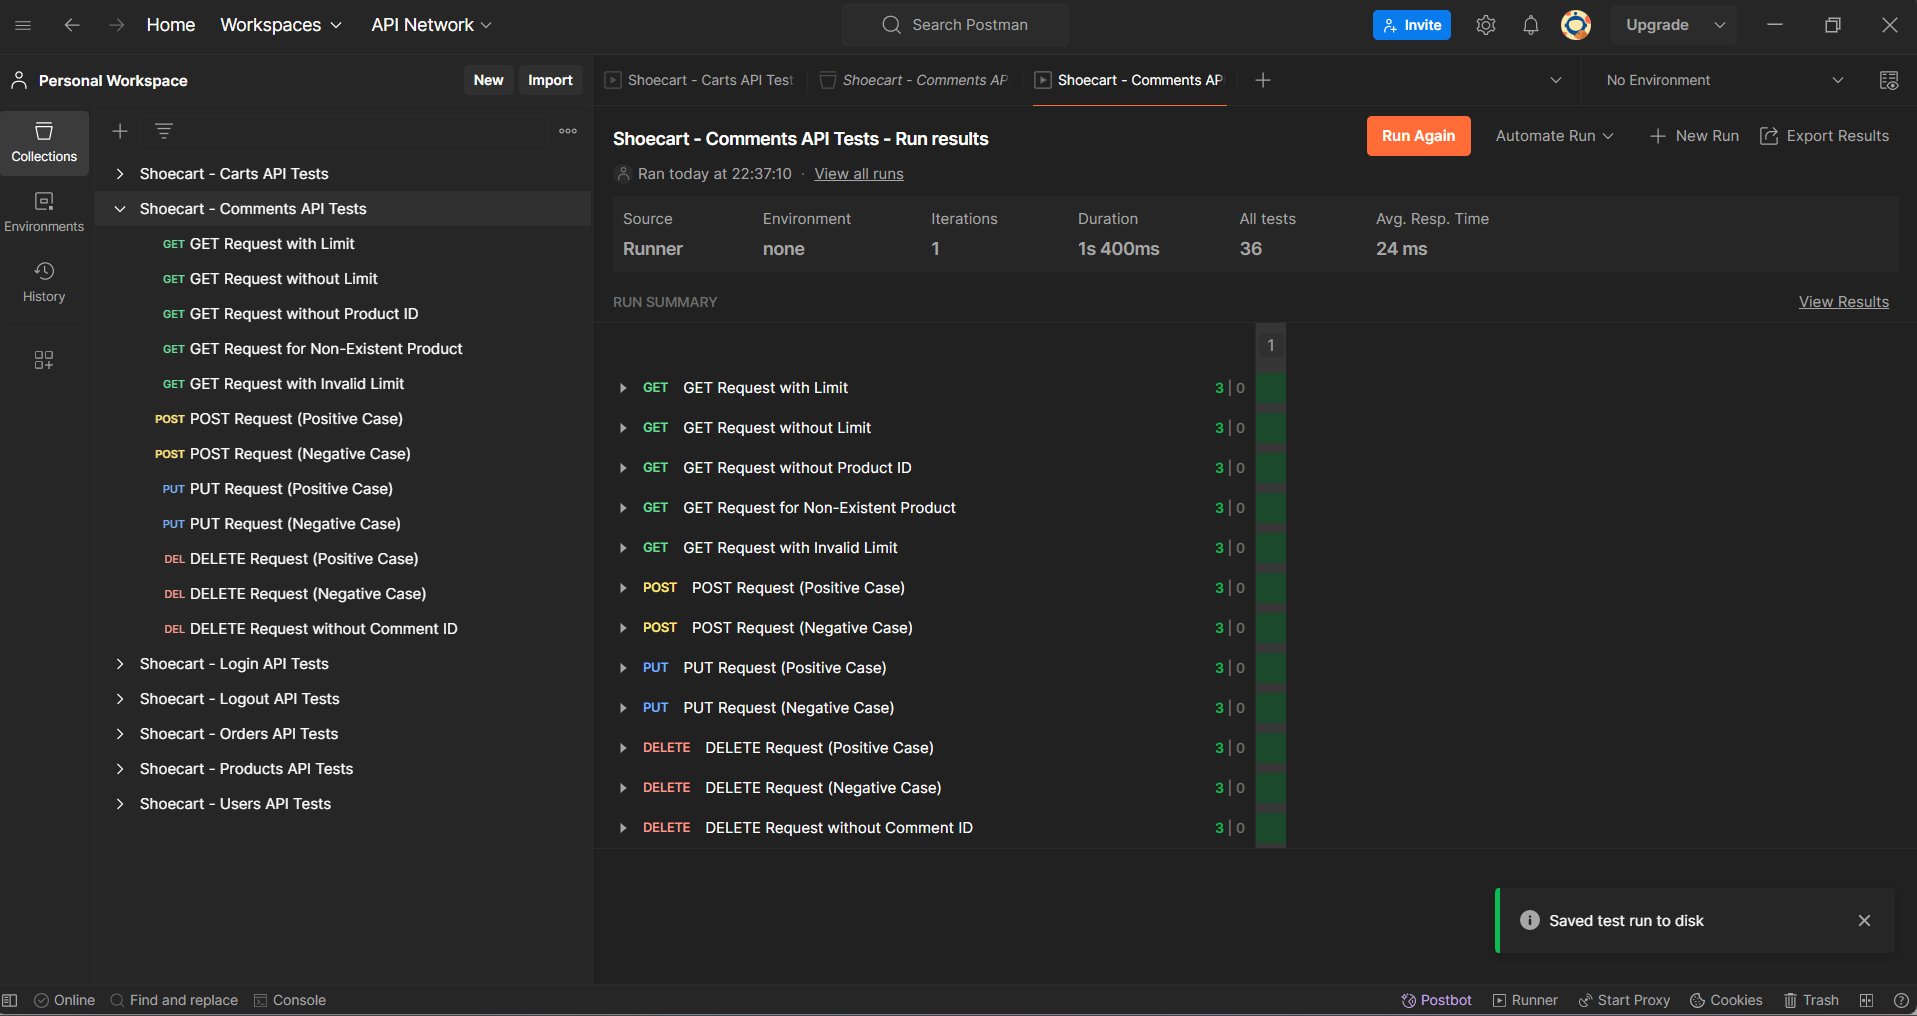 Home Workspaces API Network Search Postman Invite Upgrade
Personal Workspace New Import
Shoecart - Carts API Test Shoecart - Comments AP Shoecart - Comments AP No Environment
Collections
Environments
History
Shoecart - Carts API Tests
Shoecart - Comments API Tests
GET GET Request with Limit
GET GET Request without Limit
GET GET Request without Product ID
GET GET Request for Non-Existent Product
GET GET Request with Invalid Limit
POST POST Request (Positive Case)
POST POST Request (Negative Case)
PUT PUT Request (Positive Case)
PUT PUT Request (Negative Case)
DEL DELETE Request (Positive Case)
DEL DELETE Request (Negative Case)
DEL DELETE Request without Comment ID
Shoecart - Login API Tests
Shoecart - Logout API Tests
Shoecart - Orders API Tests
Shoecart - Products API Tests
Shoecart - Users API Tests
Shoecart - Comments API Tests - Run results Run Again Automate Run New Run Export Results
Ran today at 22:37:10 · View all runs
Source Environment Iterations Duration All tests Avg. Resp. Time
Runner none 1 1s 400ms 36 24 ms
RUN SUMMARY View Results
1
GET GET Request with Limit 3 | 0
GET GET Request without Limit 3 | 0
GET GET Request without Product ID 3 | 0
GET GET Request for Non-Existent Product 3 | 0
GET GET Request with Invalid Limit 3 | 0
POST POST Request (Positive Case) 3 | 0
POST POST Request (Negative Case) 3 | 0
PUT PUT Request (Positive Case) 3 | 0
PUT PUT Request (Negative Case) 3 | 0
DELETE DELETE Request (Positive Case) 3 | 0
DELETE DELETE Request (Negative Case) 3 | 0
DELETE DELETE Request without Comment ID 3 | 0
Saved test run to disk
Online Find and replace Console Postbot Runner Start Proxy Cookies Trash